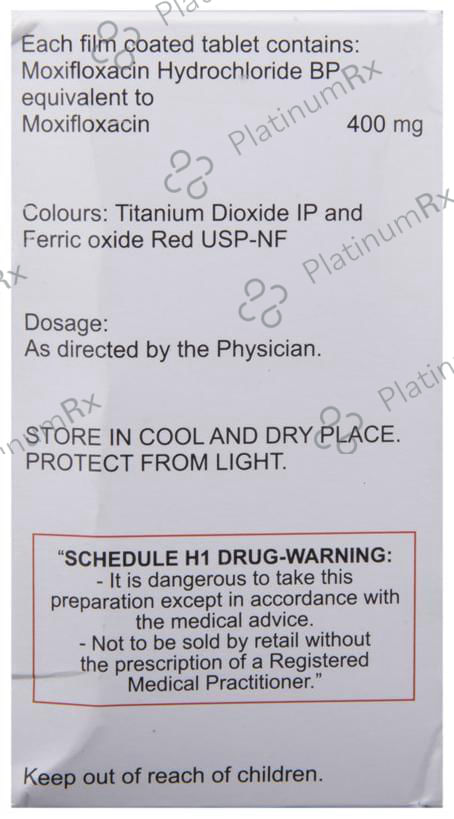 Each film coated tablet contains:
Moxifloxacin Hydrochloride BP
equivalent to
Moxifloxacin 400 mg
Colours: Titanium Dioxide IP and
Ferric oxide Red USP-NF
Dosage:
As directed by the Physician.
STORE IN COOL AND DRY PLACE.
PROTECT FROM LIGHT.
“SCHEDULE H1 DRUG-WARNING:
- It is dangerous to take this
preparation except in accordance with
the medical advice.
- Not to be sold by retail without
the prescription of a Registered
Medical Practitioner.”
Keep out of reach of children.
PlatinumRx
PlatinumRx